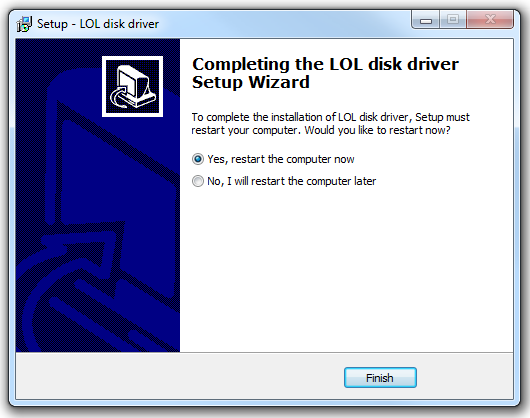 Setup - LOL disk driver
Completing the LOL disk driver
Setup Wizard
To complete the installation of LOL disk driver, Setup must
restart your computer. Would you like to restart now?
Yes, restart the computer now
No, I will restart the computer later
Finish